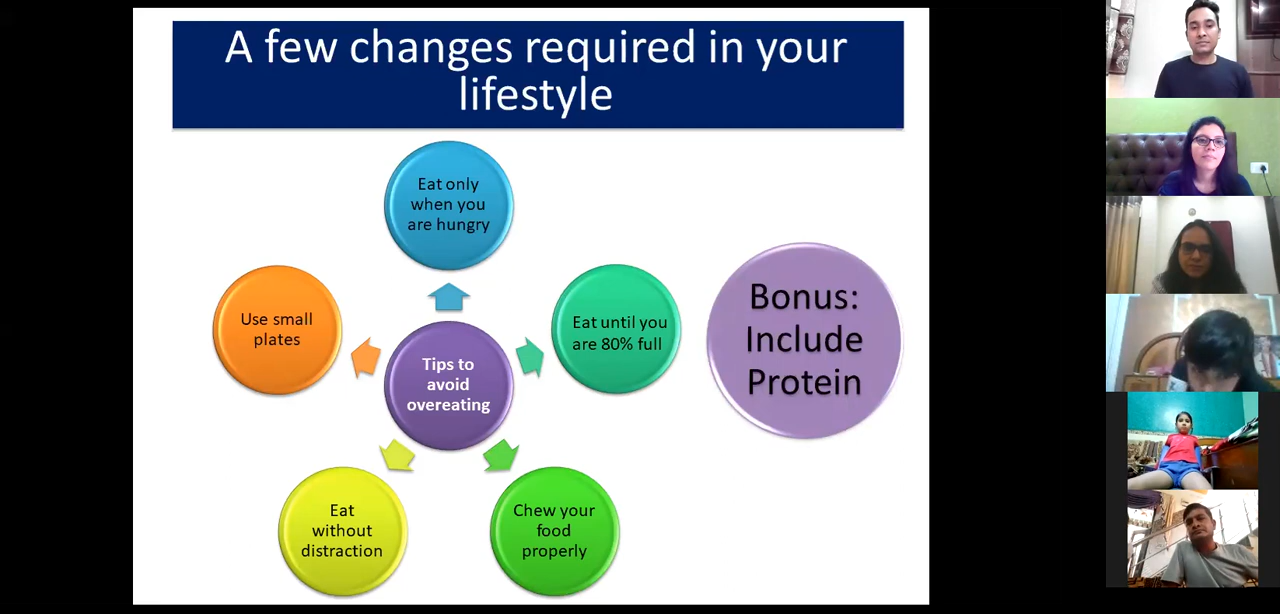 A few changes required in your
lifestyle
Eat only
when you
are hungry
Use small
plates
Eat until you
are 80% full
Bonus:
Include
Protein
Tips to
avoid
overeating
Eat
without
distraction
Chew your
food
properly